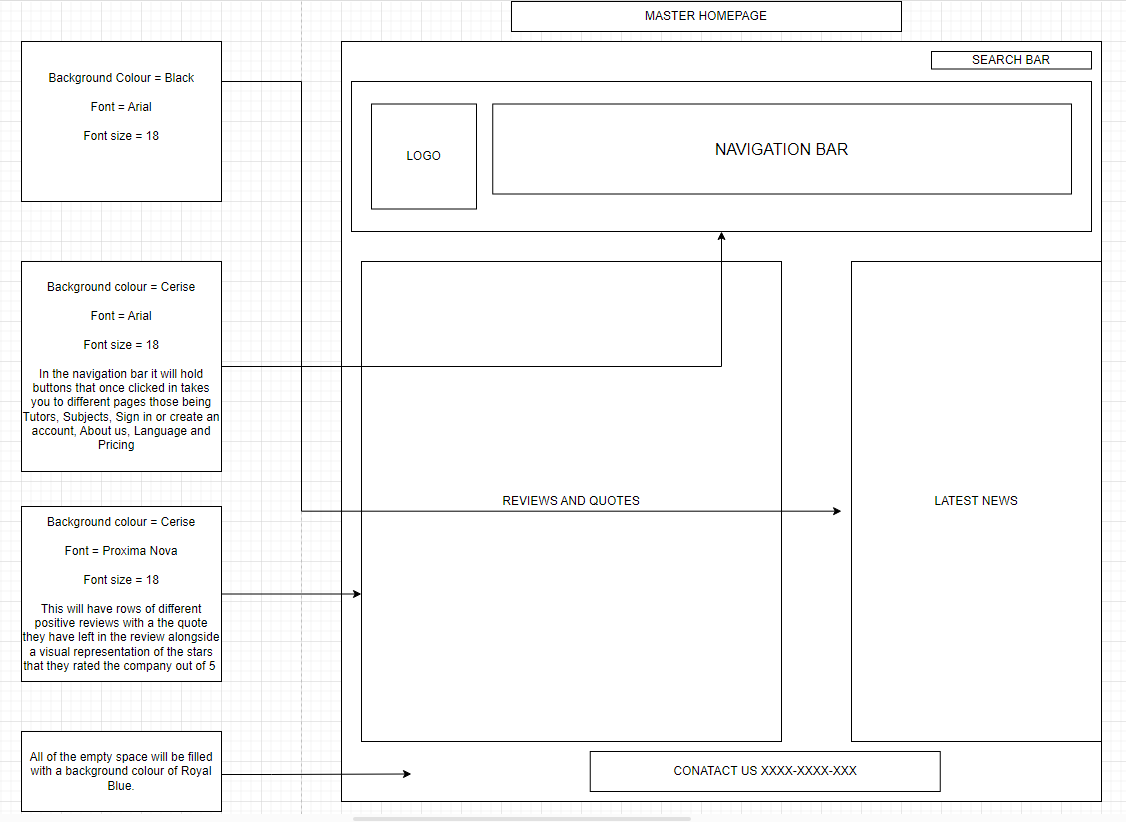 MASTER HOMEPAGE
SEARCH BAR
Background Colour = Black
Font = Arial
Font size = 18
LOGO
NAVIGATION BAR
Background colour = Cerise
Font = Arial
Font size = 18
In the navigation bar it will hold
buttons that once clicked in takes
you to different pages those being
Tutors, Subjects, Sign in or create an
account, About us, Language and
Pricing
REVIEWS AND QUOTES
LATEST NEWS
Background colour = Cerise
Font = Proxima Nova
Font size = 18
This will have rows of different
positive reviews with a the quote
they have left in the review alongside
a visual representation of the stars
that they rated the company out of 5
All of the empty space will be filled
with a background colour of Royal
Blue.
CONATACT US XXXX-XXXX-XXX